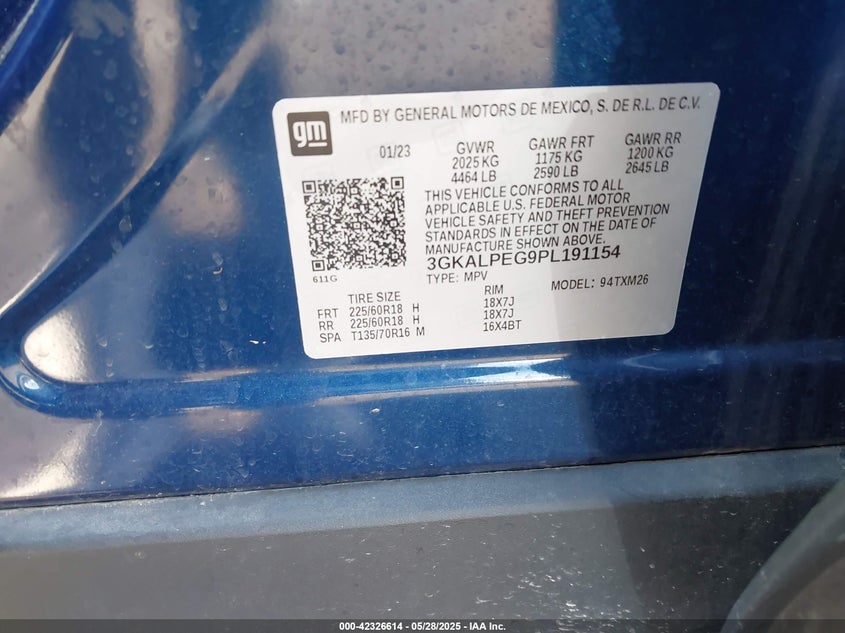 gm
MFD BY GENERAL MOTORS DE MEXICO, S. DE R.L. DE C.V.
01/23 GVWR GAWR FRT GAWR RR
2025 KG 1175 KG 1200 KG
4464 LB 2590 LB 2645 LB
THIS VEHICLE CONFORMS TO ALL
APPLICABLE U.S. FEDERAL MOTOR
VEHICLE SAFETY AND THEFT PREVENTION
STANDARDS IN EFFECT ON THE DATE OF
MANUFACTURE SHOWN ABOVE.
3GKALPEG9PL191154
611G
TYPE: MPV MODEL: 94TXM26
TIRE SIZE RIM
FRT 225/60R18 H 18X7J
RR 225/60R18 H 18X7J
SPA T135/70R16 M 16X4BT
000-42326614 - 05/28/2025 - IAA Inc.